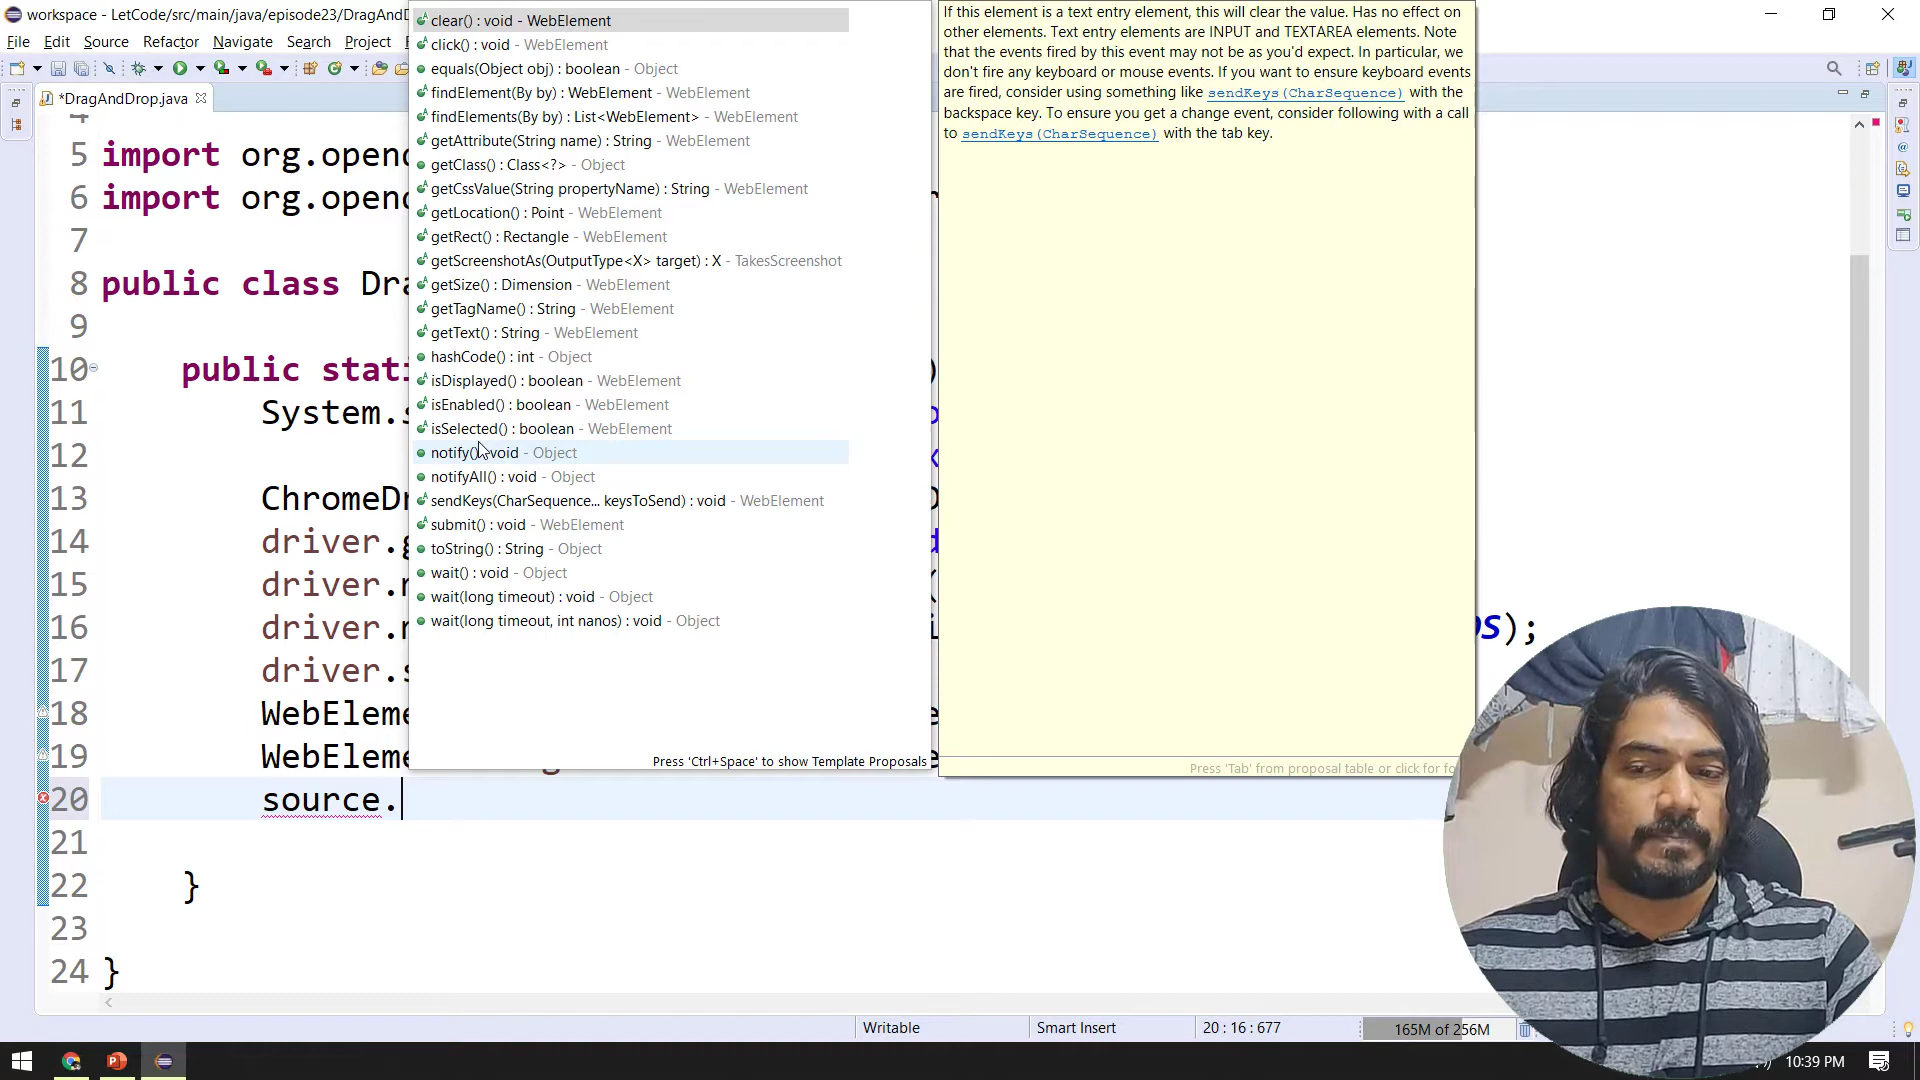 workspace - LetCode/src/main/java/episode23/DragAnd
File Edit Source Refactor Navigate Search Project
*DragAndDrop.java
4
5 import org.openq
6 import org.openq
7
8 public class Dra
9
10 public stati
11 System.s
12
13 ChromeDr
14 driver.g
15 driver.m
16 driver.m
S);
17 driver.s
18 WebEleme
19 WebEleme
20 source.
21
22 }
23
24 }
clear() : void - WebElement
click() : void - WebElement
equals(Object obj) : boolean - Object
findElement(By by) : WebElement - WebElement
findElements(By by) : List<WebElement> - WebElement
getAttribute(String name) : String - WebElement
getClass() : Class<?> - Object
getCssValue(String propertyName) : String - WebElement
getLocation() : Point - WebElement
getRect() : Rectangle - WebElement
getScreenshotAs(OutputType<X> target) : X - TakesScreenshot
getSize() : Dimension - WebElement
getTagName() : String - WebElement
getText() : String - WebElement
hashCode() : int - Object
isDisplayed() : boolean - WebElement
isEnabled() : boolean - WebElement
isSelected() : boolean - WebElement
notify() : void - Object
notifyAll() : void - Object
sendKeys(CharSequence... keysToSend) : void - WebElement
submit() : void - WebElement
toString() : String - Object
wait() : void - Object
wait(long timeout) : void - Object
wait(long timeout, int nanos) : void - Object
Press 'Ctrl+Space' to show Template Proposals
If this element is a text entry element, this will clear the value. Has no effect on
other elements. Text entry elements are INPUT and TEXTAREA elements. Note
that the events fired by this event may not be as you'd expect. In particular, we
don't fire any keyboard or mouse events. If you want to ensure keyboard events
are fired, consider using something like sendKeys(CharSequence) with the
backspace key. To ensure you get a change event, consider following with a call
to sendKeys(CharSequence) with the tab key.
Press 'Tab' from proposal table or click for fo
Writable Smart Insert 20 : 16 : 677 165M of 256M
10:39 PM